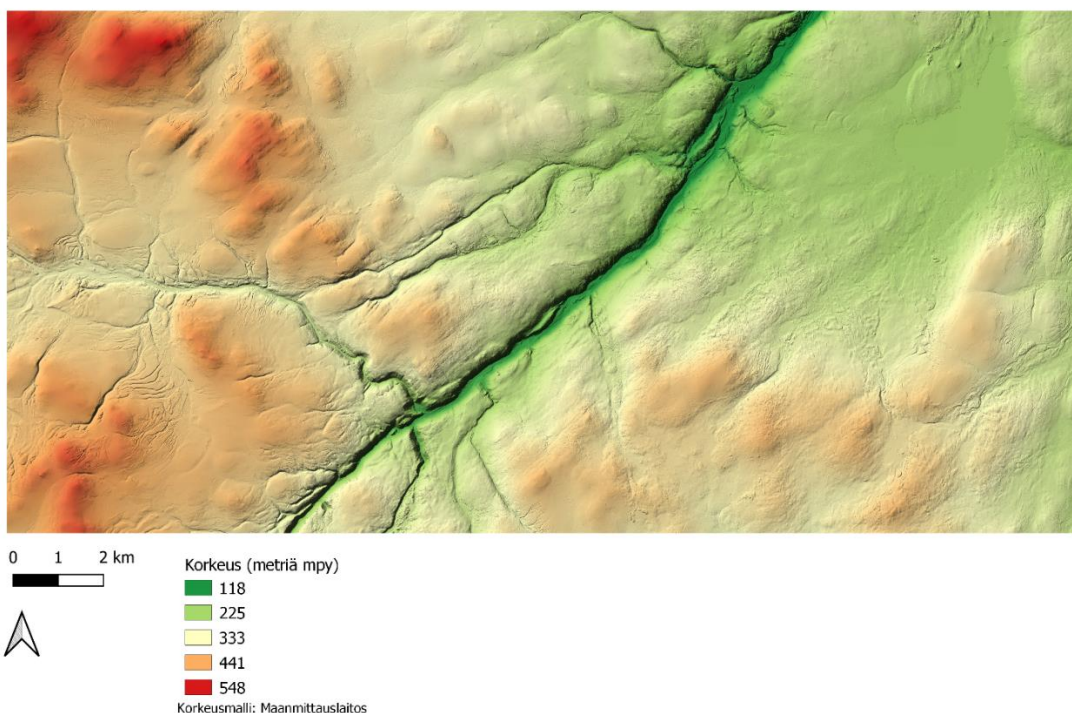 0 1 2 km
Korkeus (metriä mpy)
118
225
333
441
548
Korkeusmalli: Maanmittauslaitos